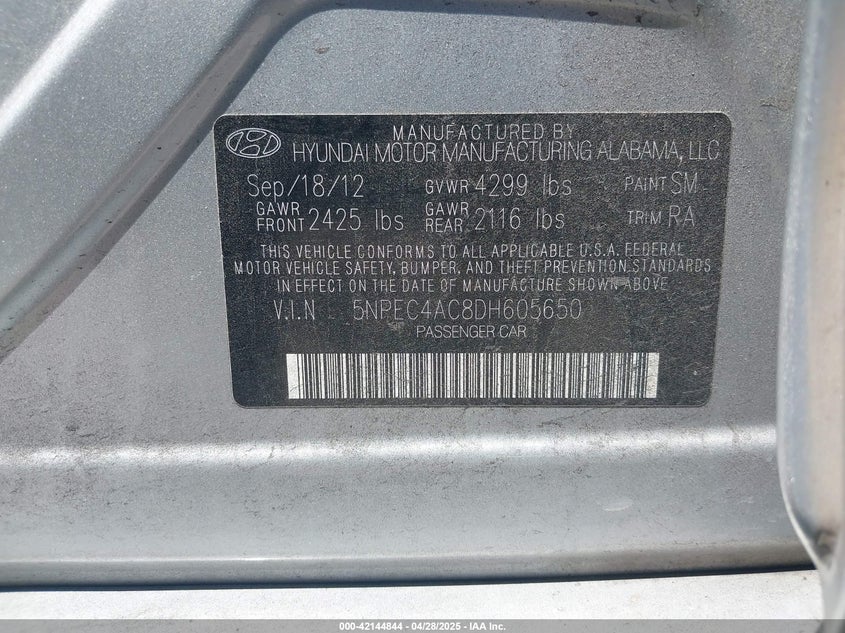 MANUFACTURED BY
HYUNDAI MOTOR MANUFACTURING ALABAMA, LLC
Sep/18/12 GVWR 4299 lbs PAINT SM
GAWR FRONT 2425 lbs GAWR REAR 2116 lbs TRIM RA
THIS VEHICLE CONFORMS TO ALL APPLICABLE U.S.A. FEDERAL
MOTOR VEHICLE SAFETY, BUMPER, AND THEFT PREVENTION STANDARDS
IN EFFECT ON THE DATE OF MANUFACTURE SHOWN ABOVE
V.I.N 5NPEC4AC8DH605650
PASSENGER CAR
000-42144844 04/28/2025 - IAA Inc.